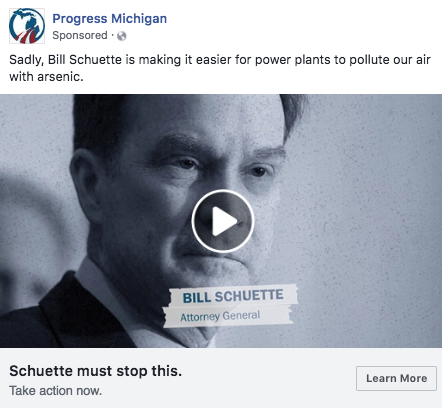 Progress Michigan
Sponsored ·
Sadly, Bill Schuette is making it easier for power plants to pollute our air
with arsenic.
BILL SCHUETTE
Attorney General
Schuette must stop this.
Take action now.
Learn More